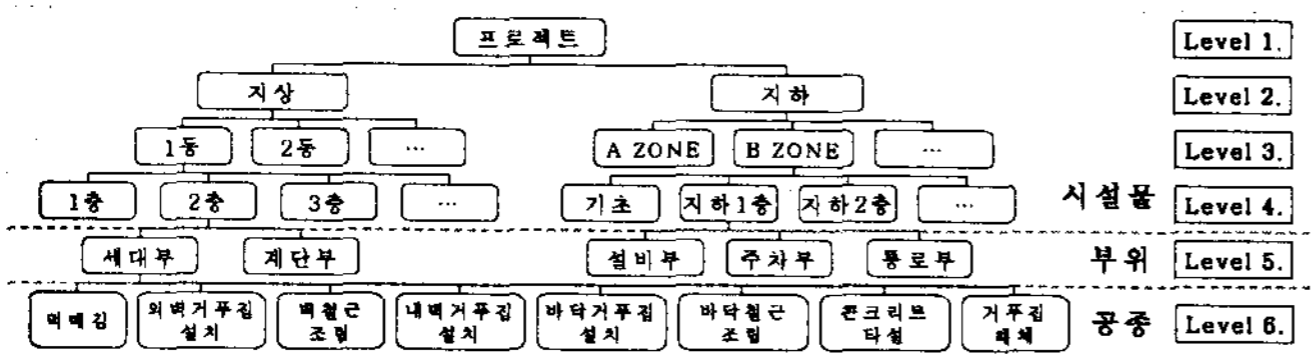 프로젝트
Level 1.
지상
지하
Level 2.
1동
2동
...
A ZONE
B ZONE
...
Level 3.
1층
2층
3층
...
기초
지하1층
지하2층
...
시설물
Level 4.
세대부
계단부
설비부
주차부
통로부
부위
Level 5.
먹매김
외벽거푸집
설치
벽철근
조립
내벽거푸집
설치
바닥거푸집
설치
바닥철근
조립
콘크리트
타설
거푸집
해체
공종
Level 6.